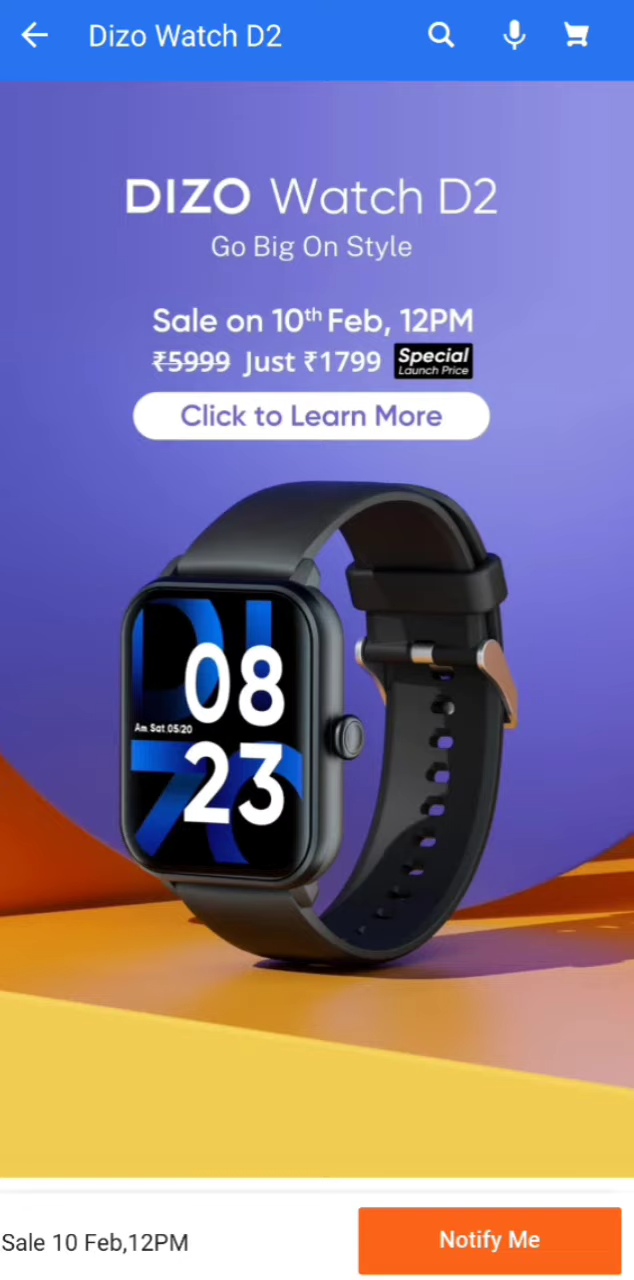 Dizo Watch D2
DIZO Watch D2
Go Big On Style
Sale on 10th Feb, 12PM
₹5999 Just ₹1799 Special
Launch Price
Click to Learn More
08
Am Sat 05/20
23
Sale 10 Feb,12PM
Notify Me